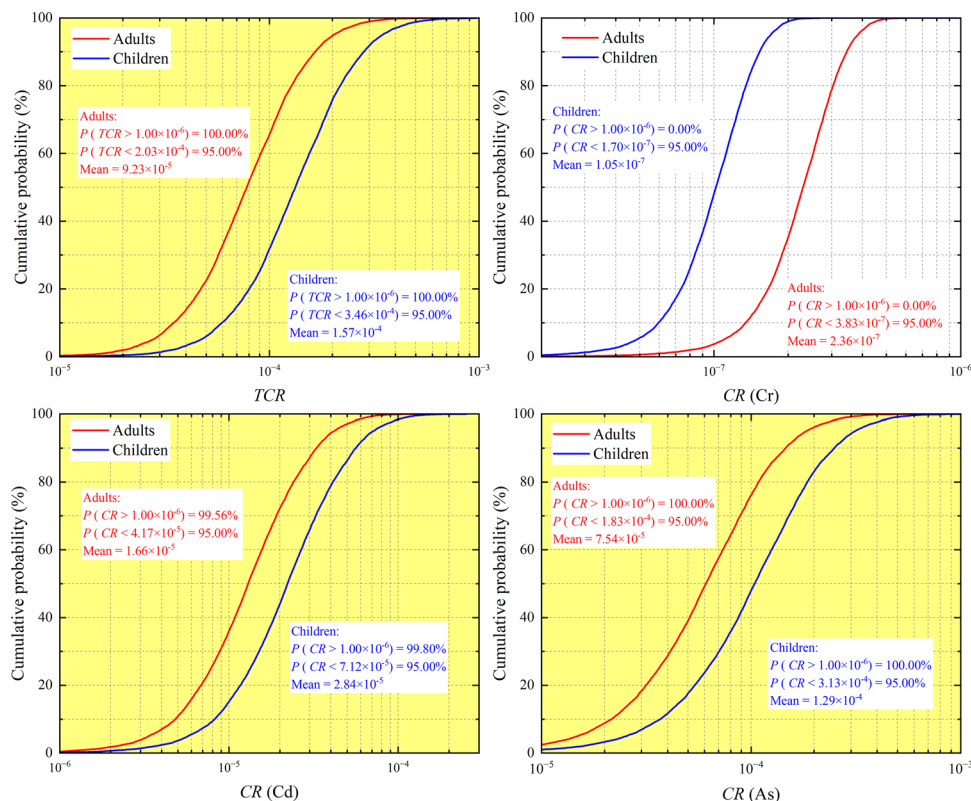 Cumulative probability (%)
100
80
60
40
20
0
Adults
Children
Adults:
P ( TCR > 1.00×10⁻⁶) = 100.00%
P ( TCR < 2.03×10⁻⁴) = 95.00%
Mean = 9.23×10⁻⁵
Children:
P ( TCR > 1.00×10⁻⁶) = 100.00%
P ( TCR < 3.46×10⁻⁴) = 95.00%
Mean = 1.57×10⁻⁴
10⁻⁵ 10⁻⁴ 10⁻³
TCR
Cumulative probability (%)
100
80
60
40
20
0
Adults
Children
Children:
P ( CR > 1.00×10⁻⁶) = 0.00%
P ( CR < 1.70×10⁻⁷) = 95.00%
Mean = 1.05×10⁻⁷
Adults:
P ( CR > 1.00×10⁻⁶) = 0.00%
P ( CR < 3.83×10⁻⁷) = 95.00%
Mean = 2.36×10⁻⁷
10⁻⁷ 10⁻⁶
CR (Cr)
Cumulative probability (%)
100
80
60
40
20
0
Adults
Children
Adults:
P ( CR > 1.00×10⁻⁶) = 99.56%
P ( CR < 4.17×10⁻⁵) = 95.00%
Mean = 1.66×10⁻⁵
Children:
P ( CR > 1.00×10⁻⁶) = 99.80%
P ( CR < 7.12×10⁻⁵) = 95.00%
Mean = 2.84×10⁻⁵
10⁻⁶ 10⁻⁵ 10⁻⁴
CR (Cd)
Cumulative probability (%)
100
80
60
40
20
0
Adults
Children
Adults:
P ( CR > 1.00×10⁻⁶) = 100.00%
P ( CR < 1.83×10⁻⁴) = 95.00%
Mean = 7.54×10⁻⁵
Children:
P ( CR > 1.00×10⁻⁶) = 100.00%
P ( CR < 3.13×10⁻⁴) = 95.00%
Mean = 1.29×10⁻⁴
10⁻⁵ 10⁻⁴ 10⁻³
CR (As)